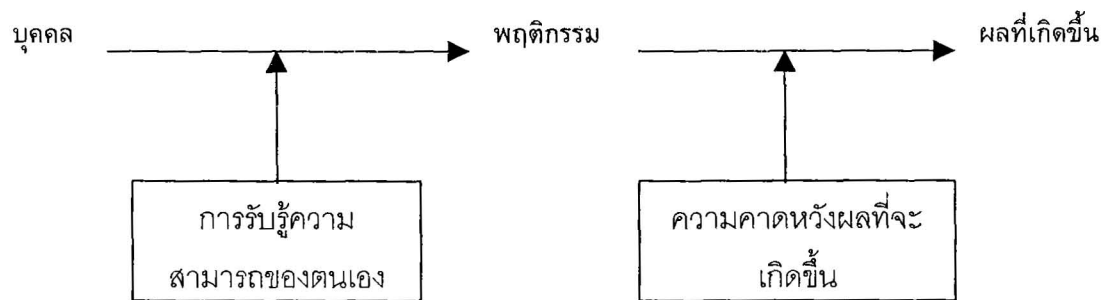 บุคคล พฤติกรรม ผลที่เกิดขึ้น
การรับรู้ความ
สามารถของตนเอง
ความคาดหวังผลที่จะ
เกิดขึ้น